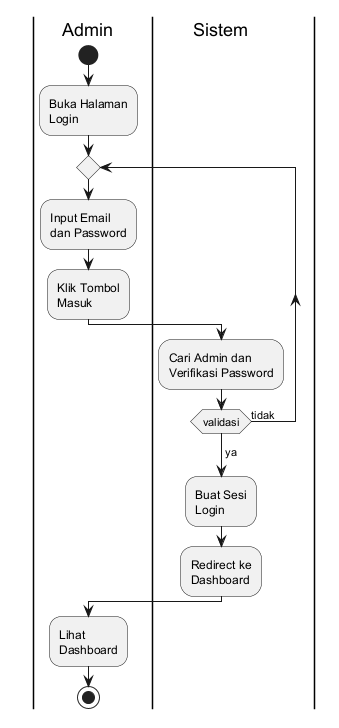 Admin
Sistem
Buka Halaman
Login
Input Email
dan Password
Klik Tombol
Masuk
Cari Admin dan
Verifikasi Password
validasi
tidak
ya
Buat Sesi
Login
Redirect ke
Dashboard
Lihat
Dashboard